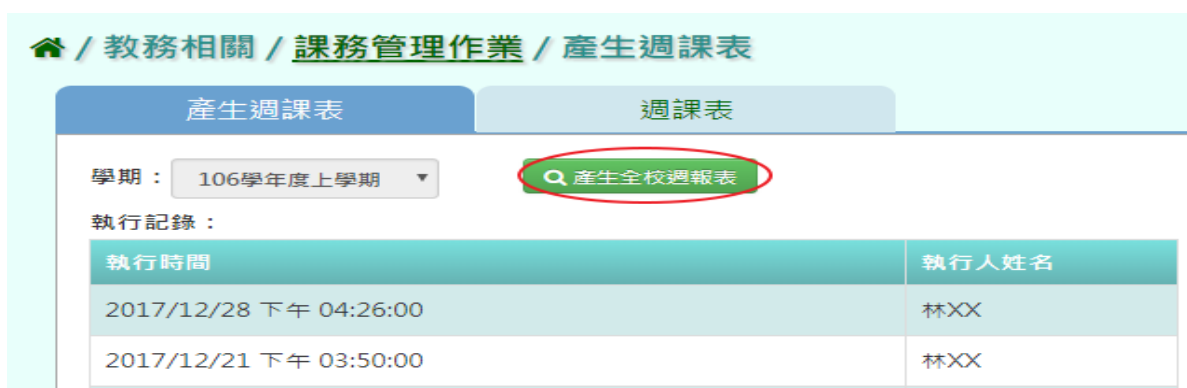 / 教務相關 / 課務管理作業 / 產生週課表
產生週課表 週課表
學期： 106學年度上學期 產生全校週報表
執行記錄：
執行時間 執行人姓名
2017/12/28 下午 04:26:00 林XX
2017/12/21 下午 03:50:00 林XX